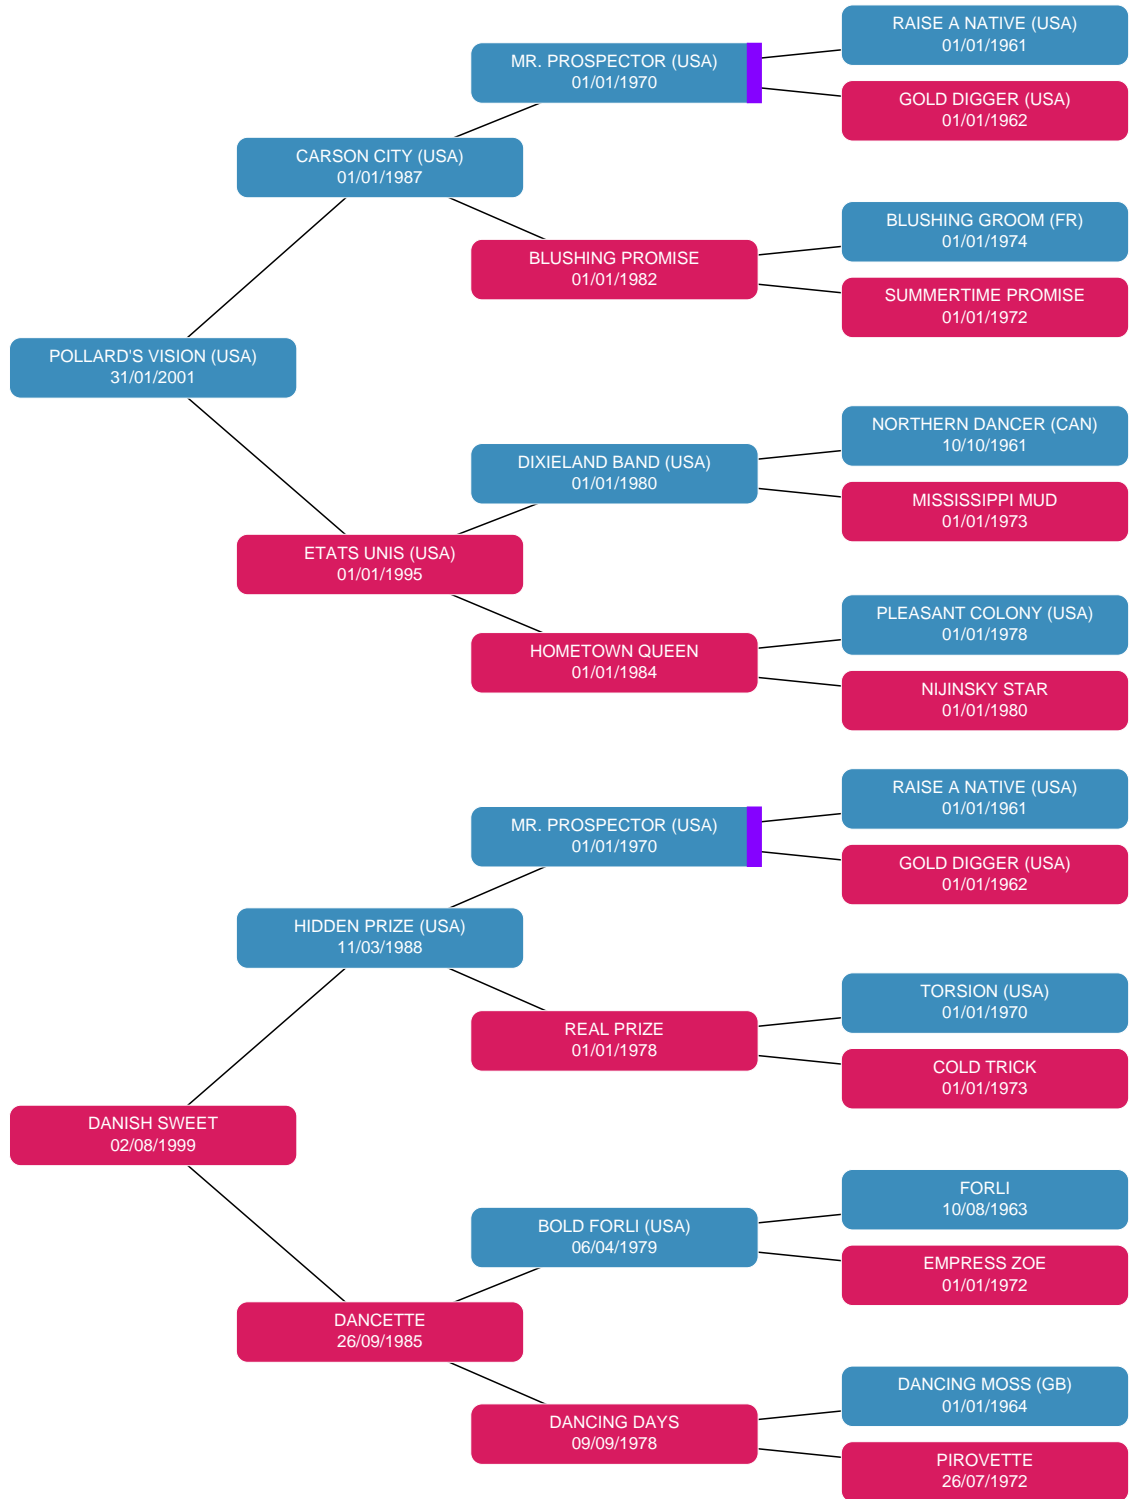 RAISE A NATIVE (USA)
01/01/1961
MR. PROSPECTOR (USA)
01/01/1970
GOLD DIGGER (USA)
01/01/1962
CARSON CITY (USA)
01/01/1987
BLUSHING GROOM (FR)
01/01/1974
BLUSHING PROMISE
01/01/1982
SUMMERTIME PROMISE
01/01/1972
POLLARD'S VISION (USA)
31/01/2001
NORTHERN DANCER (CAN)
10/10/1961
DIXIELAND BAND (USA)
01/01/1980
MISSISSIPPI MUD
01/01/1973
ETATS UNIS (USA)
01/01/1995
PLEASANT COLONY (USA)
01/01/1978
HOMETOWN QUEEN
01/01/1984
NIJINSKY STAR
01/01/1980
RAISE A NATIVE (USA)
01/01/1961
MR. PROSPECTOR (USA)
01/01/1970
GOLD DIGGER (USA)
01/01/1962
HIDDEN PRIZE (USA)
11/03/1988
TORSION (USA)
01/01/1970
REAL PRIZE
01/01/1978
COLD TRICK
01/01/1973
DANISH SWEET
02/08/1999
FORLI
10/08/1963
BOLD FORLI (USA)
06/04/1979
EMPRESS ZOE
01/01/1972
DANCETTE
26/09/1985
DANCING MOSS (GB)
01/01/1964
DANCING DAYS
09/09/1978
PIROVETTE
26/07/1972